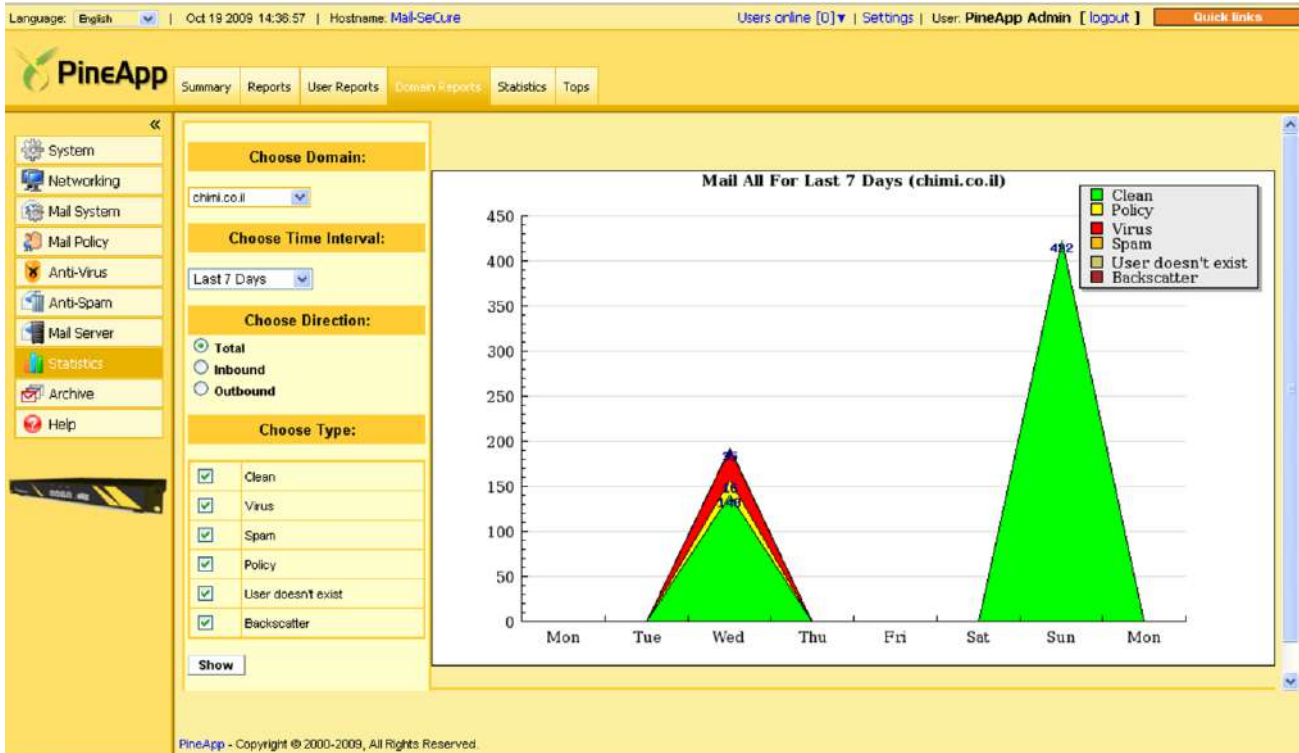 Language: English | Oct 19 2009 14:36:57 | Hostname: Mail-SeCure Users online [0]▼ | Settings | User: PineApp Admin [ logout ] Quick links
PineApp
Summary Reports User Reports Domain Reports Statistics Tops
«
System
Networking
Mail System
Mail Policy
Anti-Virus
Anti-Spam
Mail Server
Statistics
Archive
Help
Choose Domain:
chimi.co.il
Choose Time Interval:
Last 7 Days
Choose Direction:
Total
Inbound
Outbound
Choose Type:
Clean
Virus
Spam
Policy
User doesn't exist
Backscatter
Show
Mail All For Last 7 Days (chimi.co.il)
Clean
Policy
Virus
Spam
User doesn't exist
Backscatter
450
400
350
300
250
200
150
100
50
0
422
16
140
Mon Tue Wed Thu Fri Sat Sun Mon
PineApp - Copyright © 2000-2009, All Rights Reserved.